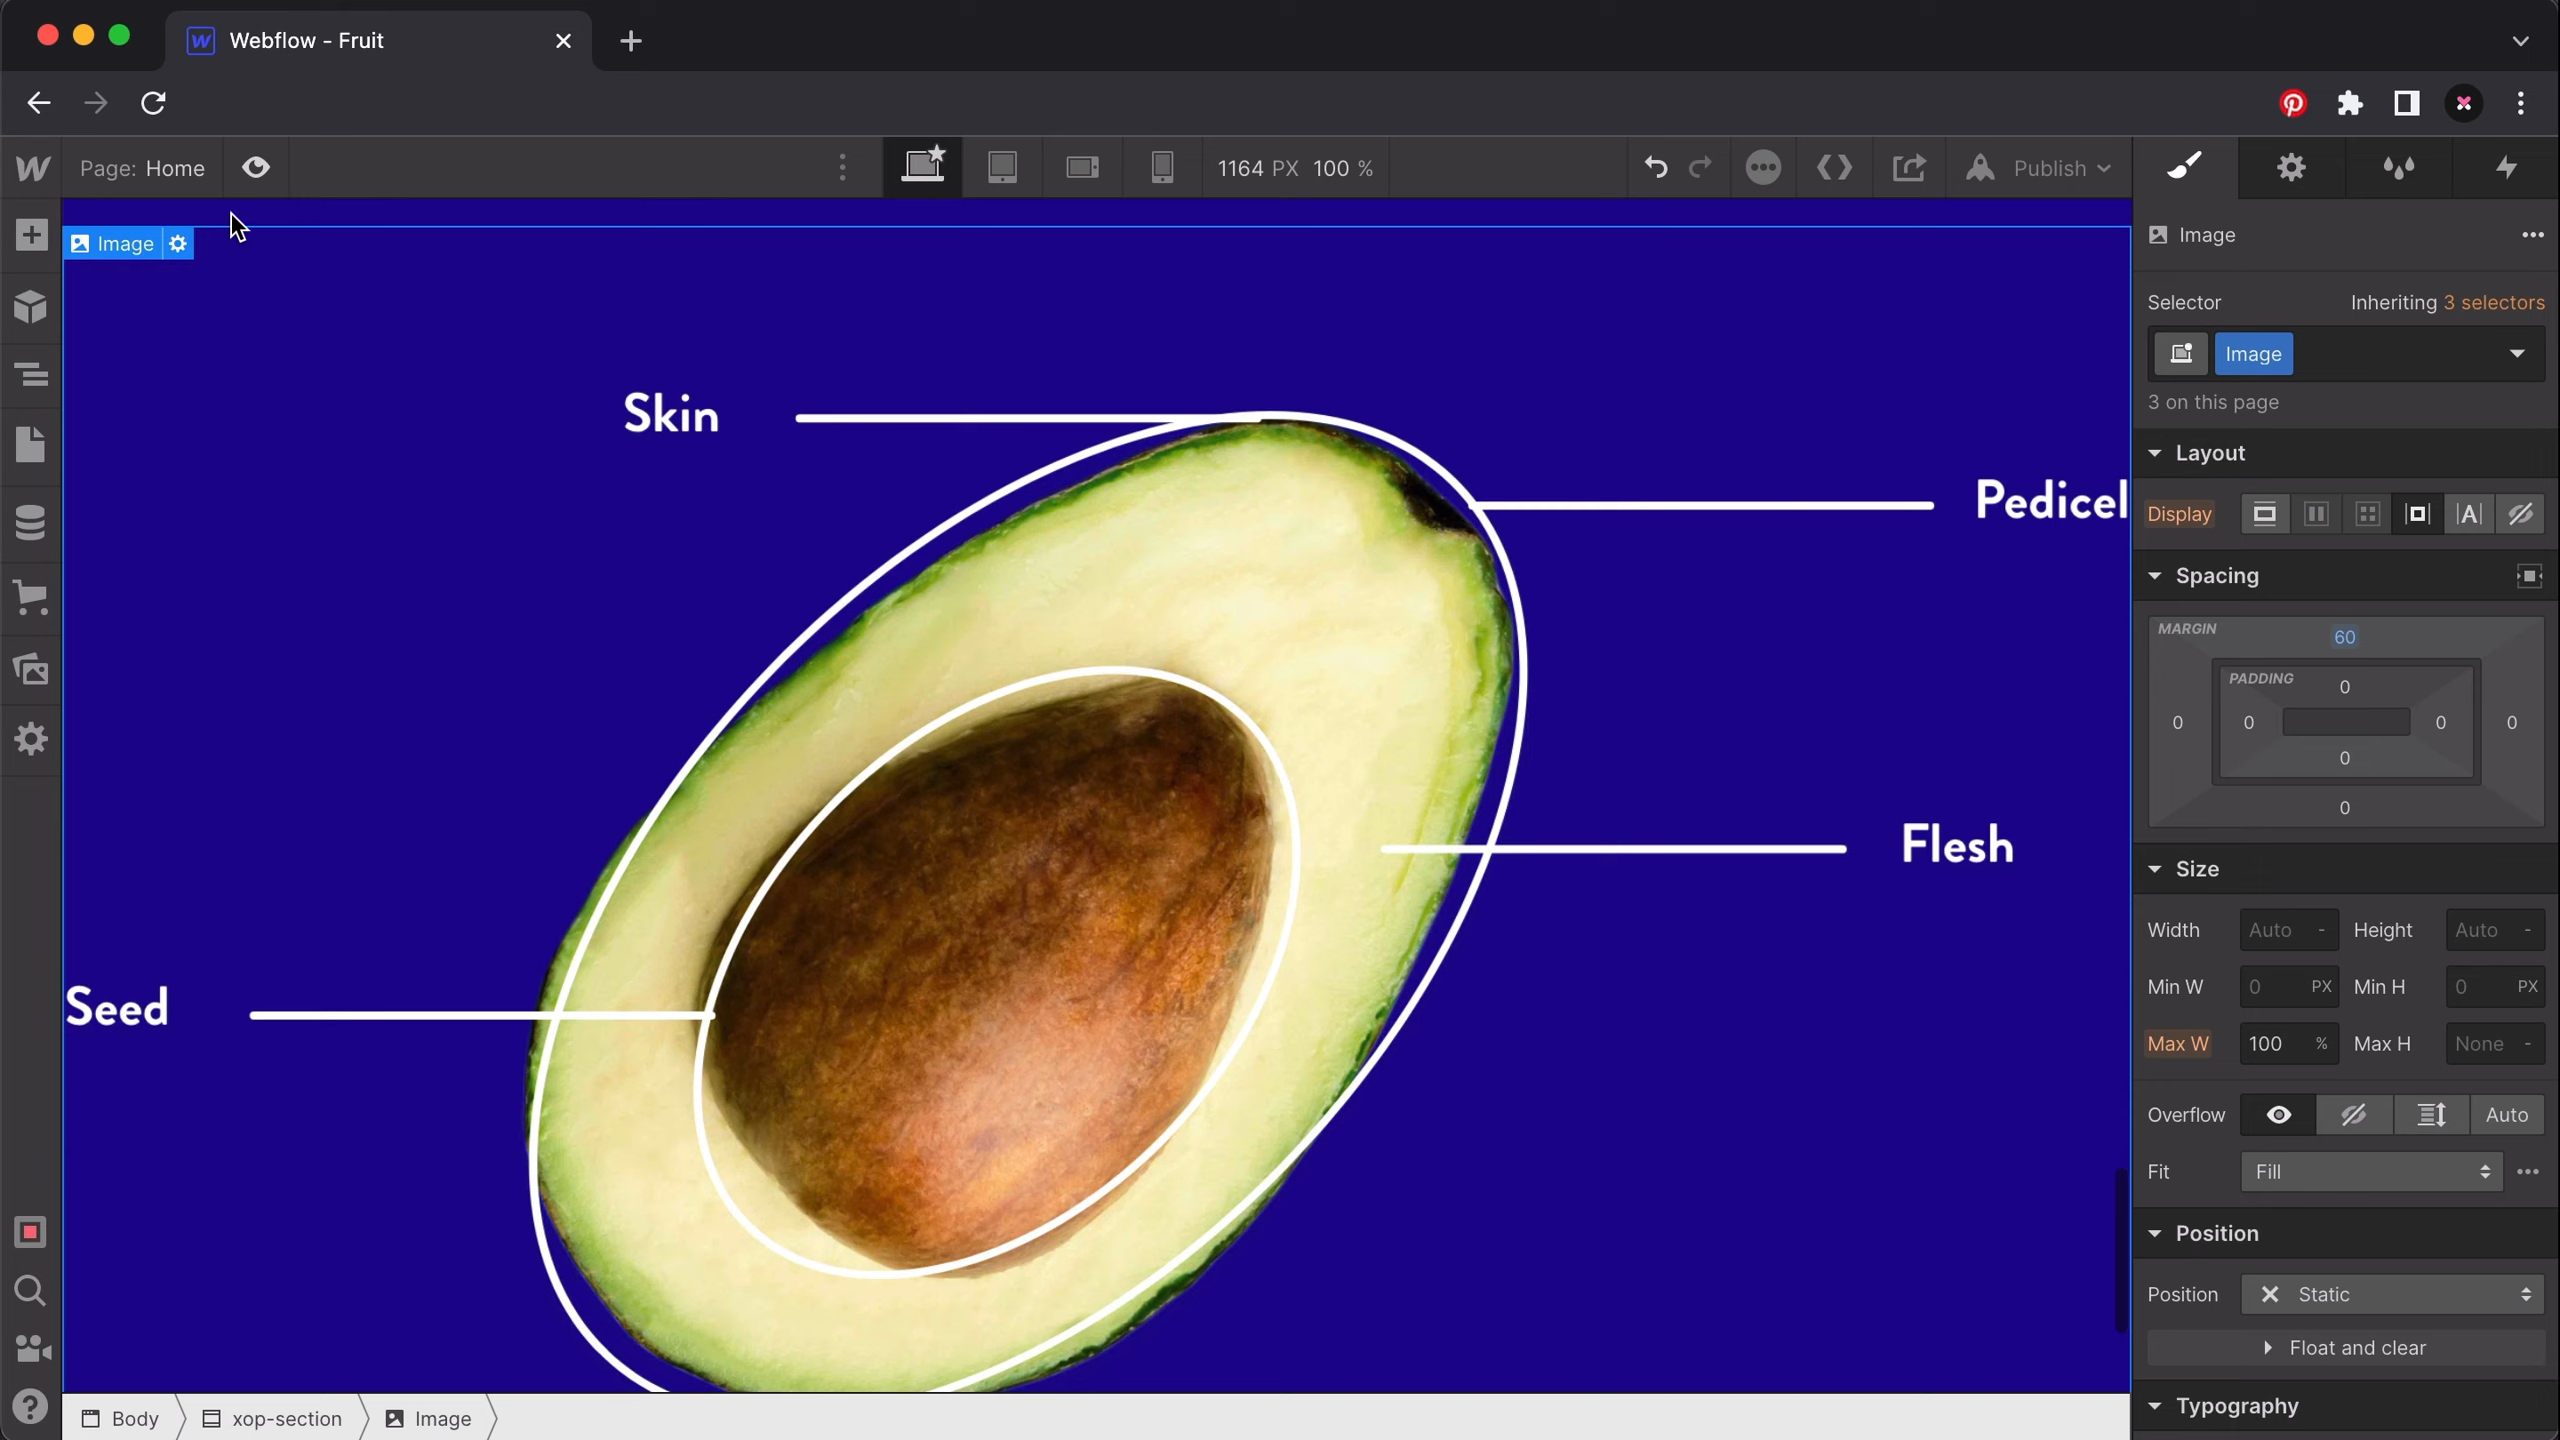 Webflow - Fruit
Page: Home
1164 PX 100 %
Publish
Image
Image
Selector
Inheriting 3 selectors
Image
3 on this page
Layout
Display
Spacing
MARGIN
60
PADDING
0
0
0
0
0
0
0
Size
Width Auto -
Height Auto -
Min W 0 PX
Min H 0 PX
Max W 100 %
Max H None -
Overflow
Auto
Fit
Fill
Position
Position
Static
Float and clear
Typography
Skin
Pedicel
Flesh
Seed
Body
xop-section
Image